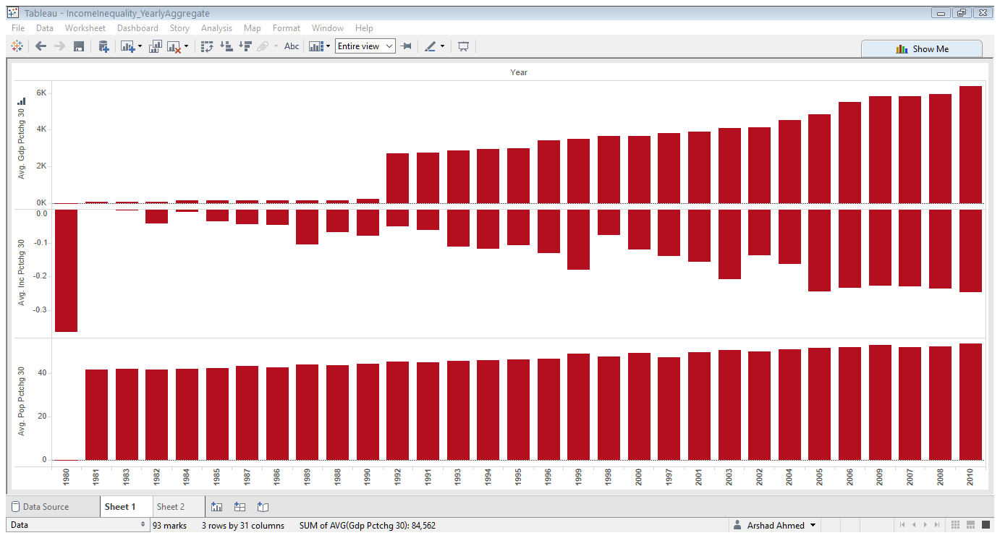 Tableau - IncomeInequality_YearlyAggregate
File Data Worksheet Dashboard Story Analysis Map Format Window Help
Abc Entire view Show Me
Year
Avg. Gdp Pctchg 30
6K
4K
2K
0K
Avg. Inc Pctchg 30
0.0
-0.1
-0.2
-0.3
Avg. Pop Pctchg 30
40
20
0
1980 1981 1983 1982 1984 1985 1987 1986 1989 1988 1990 1992 1991 1993 1994 1995 1996 1999 1998 2000 1997 2001 2003 2002 2004 2005 2006 2009 2007 2008 2010
Data Source Sheet 1 Sheet 2
Data 93 marks 3 rows by 31 columns SUM of AVG(Gdp Pctchg 30): 84,562 Arshad Ahmed